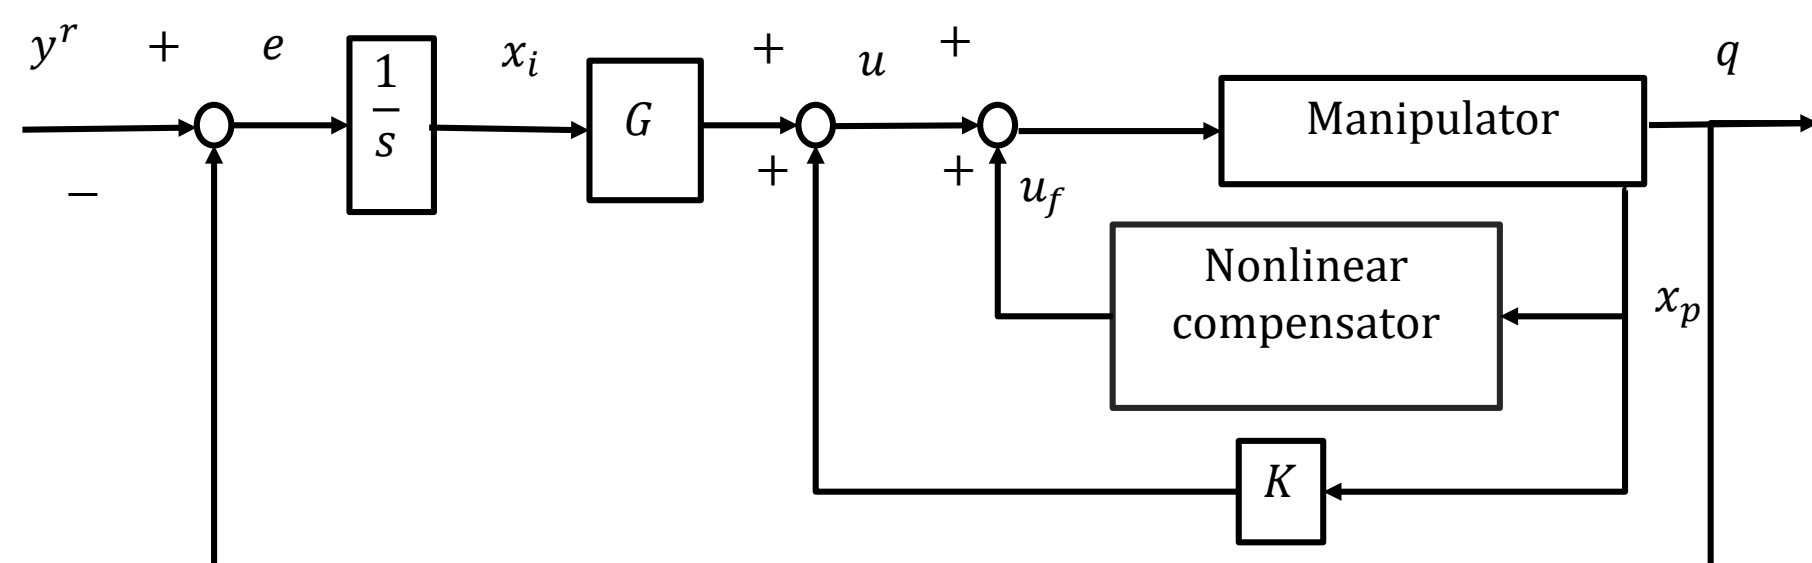 y^r + e
1
s
x_i
G
+
u
+
Manipulator
q
−
+
+
u_f
Nonlinear
compensator
x_p
K